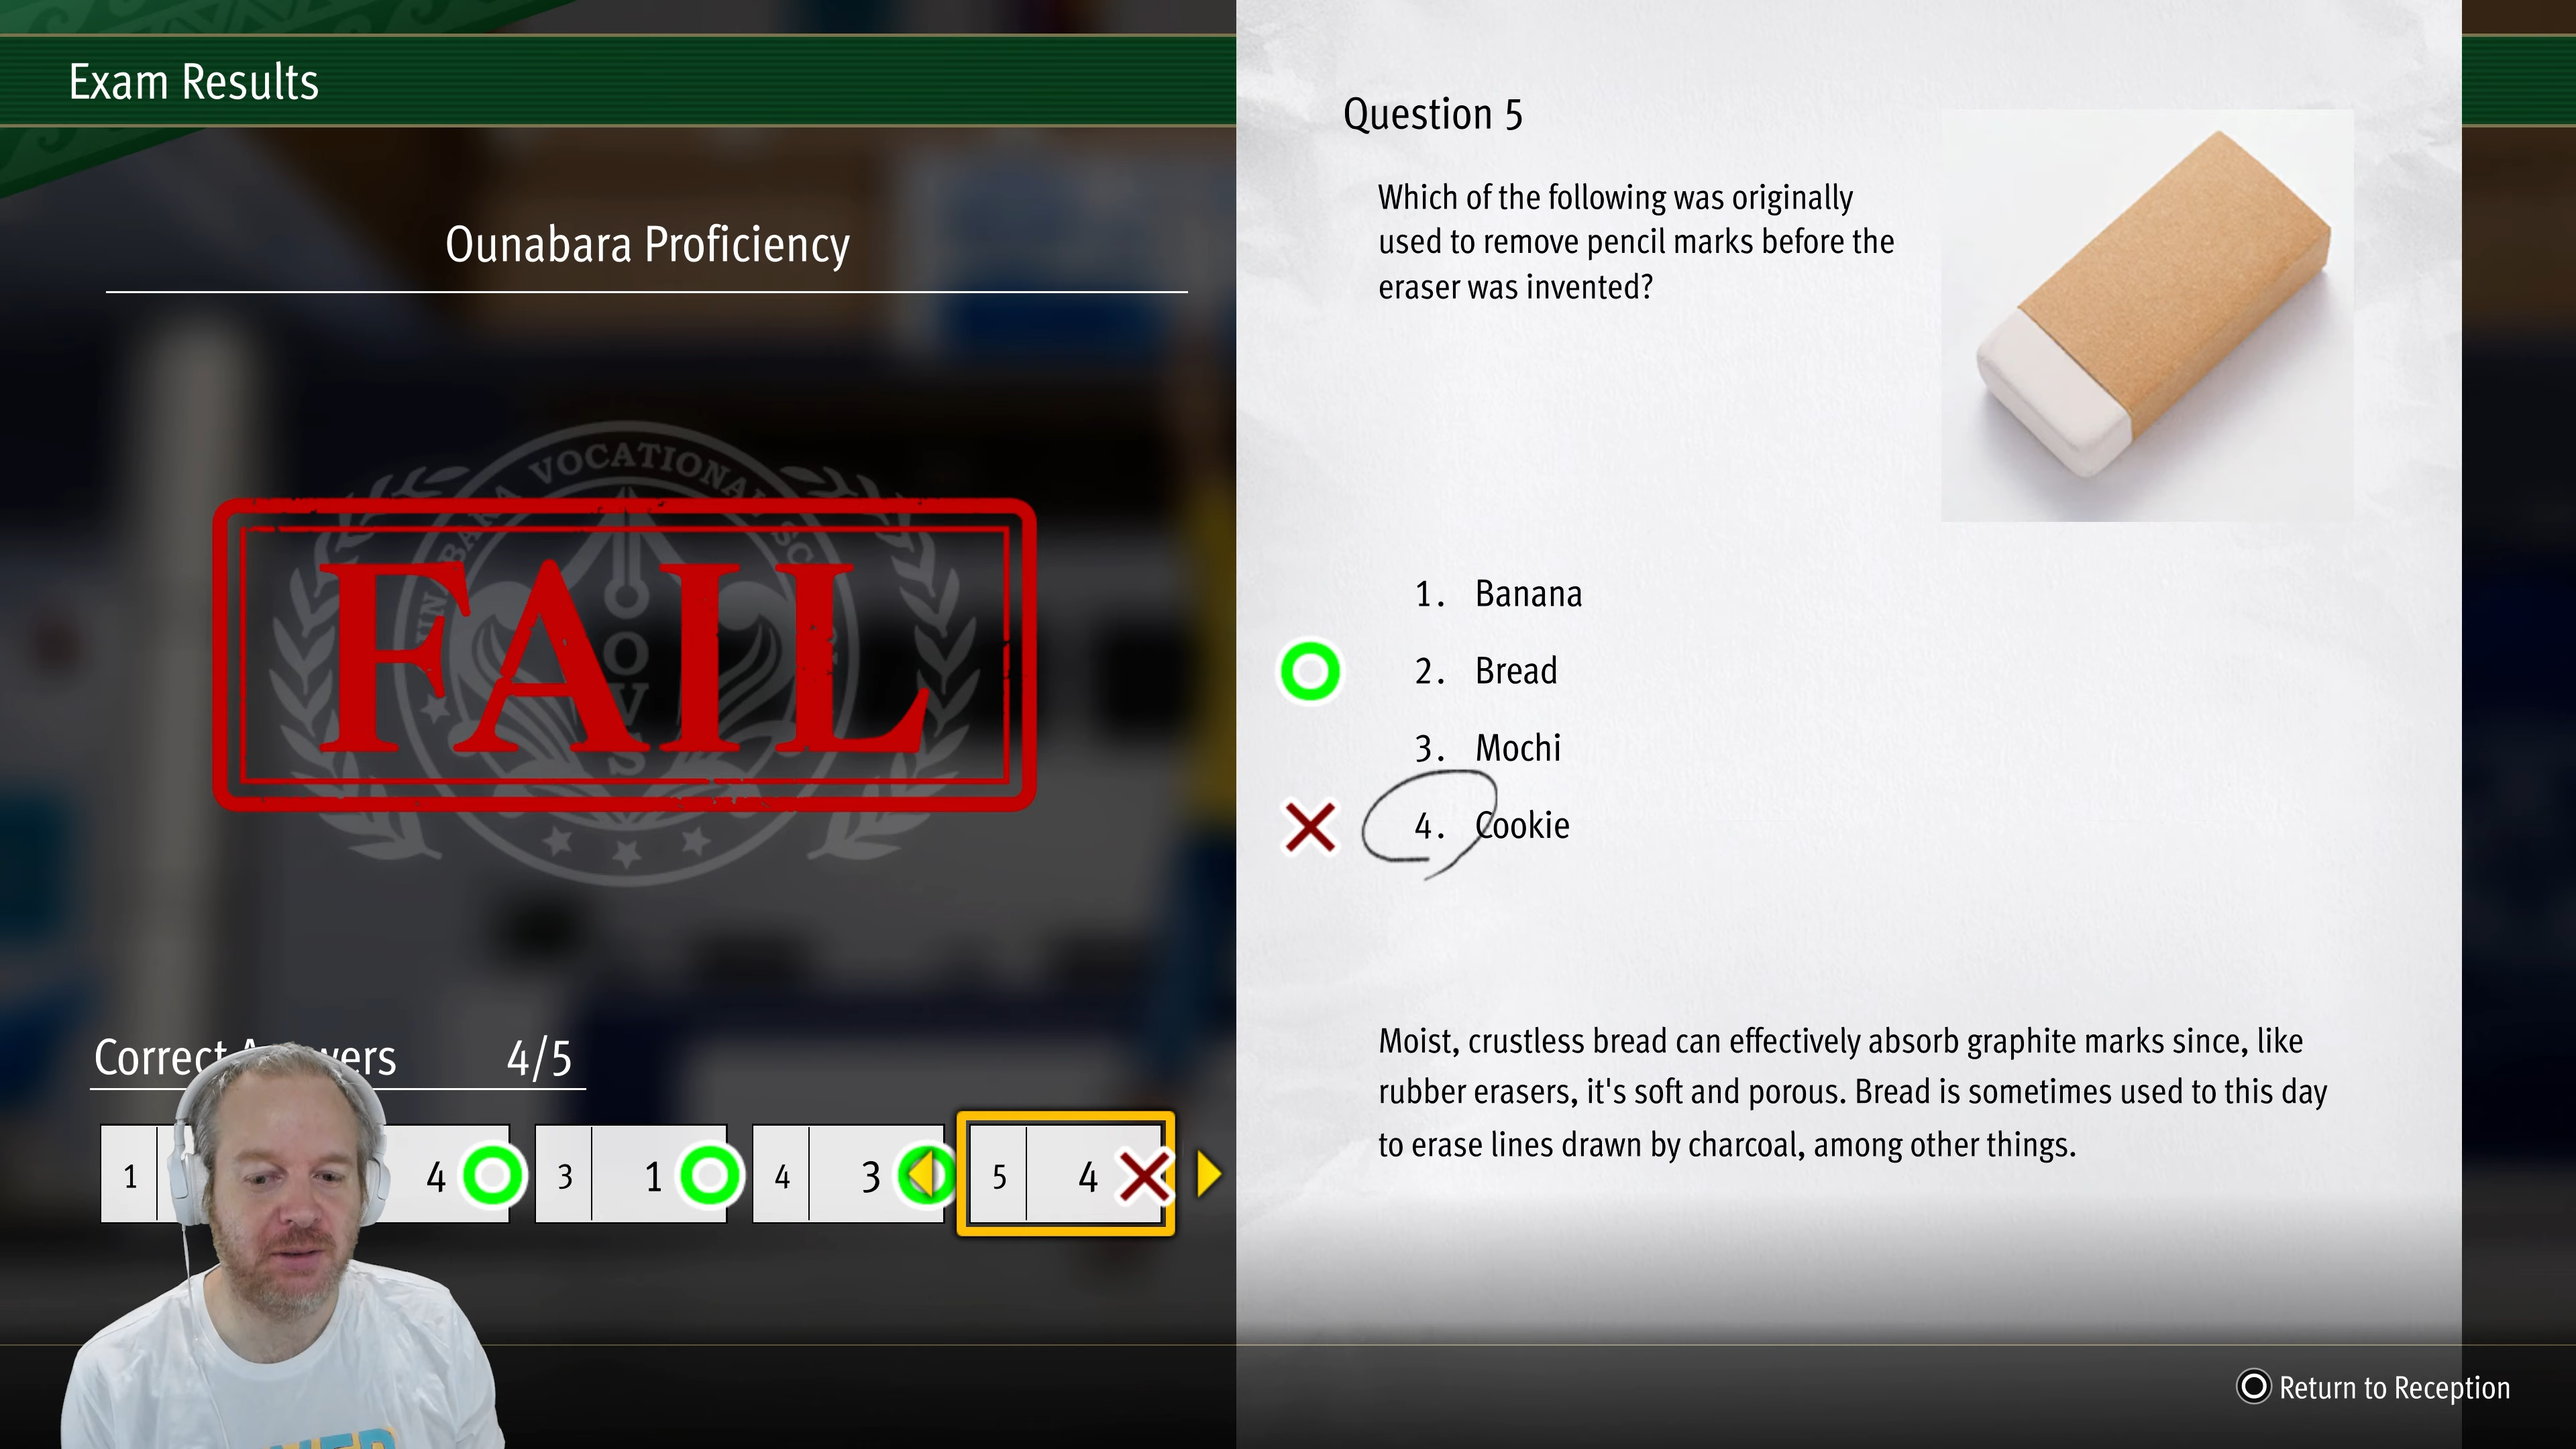 Exam Results
Ounabara Proficiency
VOCATIONAL
FAIL
O
V
S
Correct Answers 4/5
1
4
3 1
4 3
5 4
Question 5
Which of the following was originally
used to remove pencil marks before the
eraser was invented?
1. Banana
2. Bread
3. Mochi
4. Cookie
Moist, crustless bread can effectively absorb graphite marks since, like
rubber erasers, it's soft and porous. Bread is sometimes used to this day
to erase lines drawn by charcoal, among other things.
Return to Reception